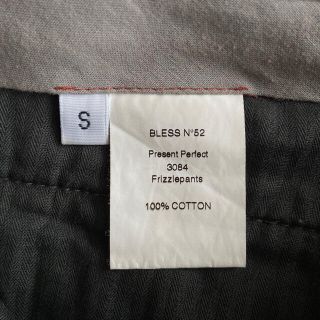 S
BLESS N°52
Present Perfect
3084
Frizzlepants
100% COTTON